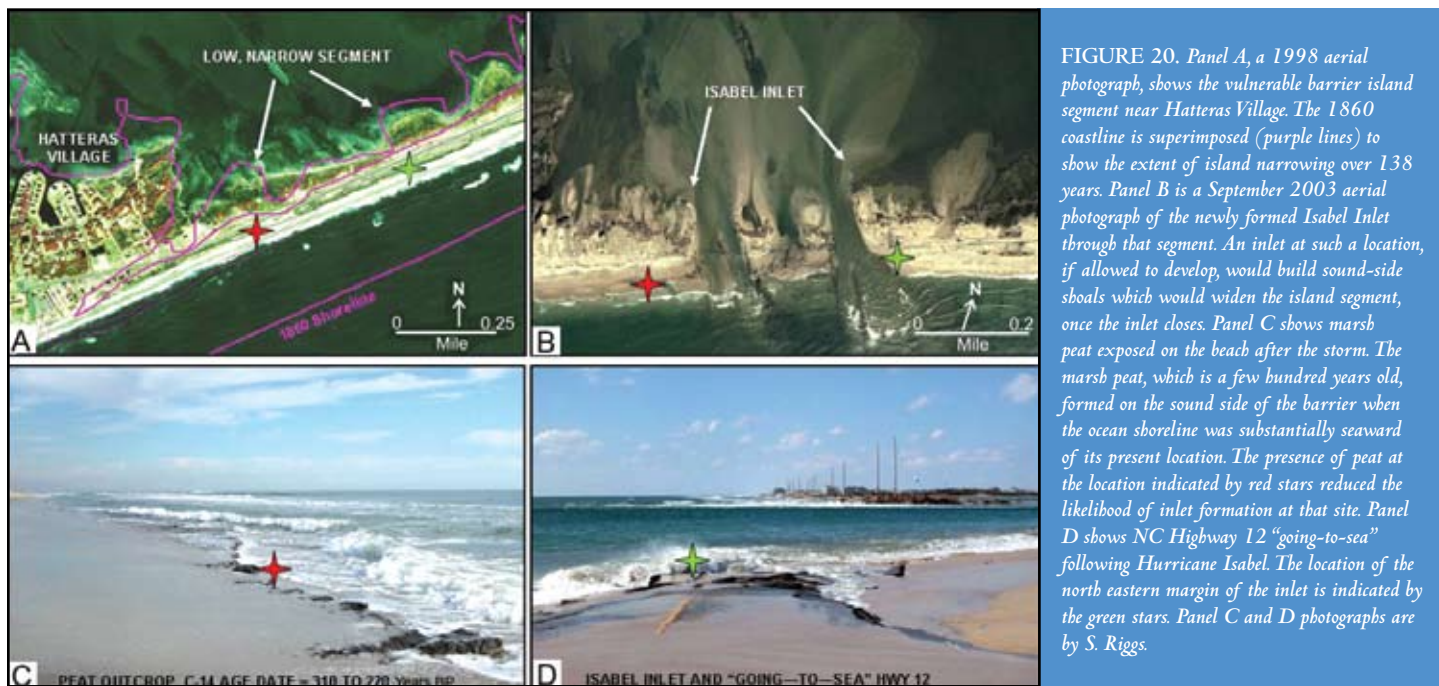 LOW, NARROW SEGMENT
HATTERAS
VILLAGE
1860 Shoreline
N
0 0.25
Mile
A
ISABEL INLET
N
0 0.2
Mile
B
C
PEAT OUTCROP C-14 AGE DATE = 310 TO 220 Years BP
D
ISABEL INLET AND "GOING—TO—SEA" HWY 12
FIGURE 20. Panel A, a 1998 aerial
photograph, shows the vulnerable barrier island
segment near Hatteras Village. The 1860
coastline is superimposed (purple lines) to
show the extent of island narrowing over 138
years. Panel B is a September 2003 aerial
photograph of the newly formed Isabel Inlet
through that segment. An inlet at such a location,
if allowed to develop, would build sound-side
shoals which would widen the island segment,
once the inlet closes. Panel C shows marsh
peat exposed on the beach after the storm. The
marsh peat, which is a few hundred years old,
formed on the sound side of the barrier when
the ocean shoreline was substantially seaward
of its present location. The presence of peat at
the location indicated by red stars reduced the
likelihood of inlet formation at that site. Panel
D shows NC Highway 12 "going-to-sea"
following Hurricane Isabel. The location of the
north eastern margin of the inlet is indicated by
the green stars. Panel C and D photographs are
by S. Riggs.